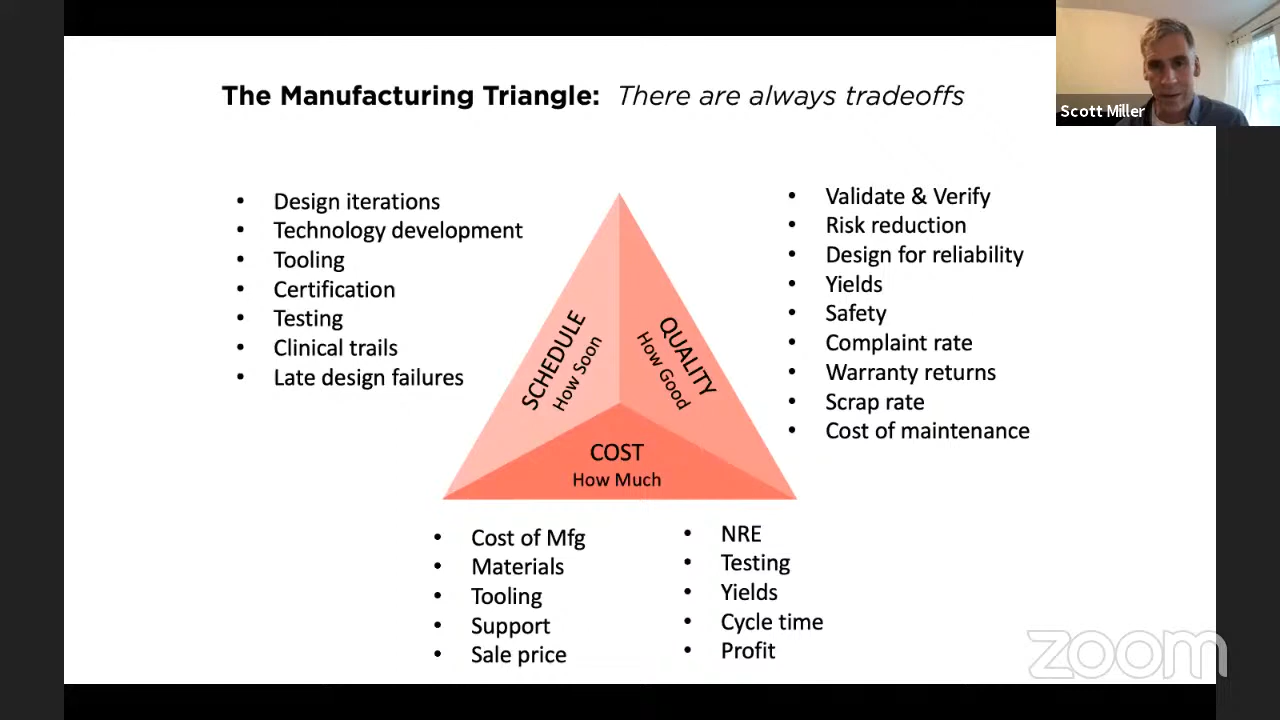 The Manufacturing Triangle: There are always tradeoffs
Scott Miller
• Design iterations
• Technology development
• Tooling
• Certification
• Testing
• Clinical trails
• Late design failures
SCHEDULE
How Soon
QUALITY
How Good
COST
How Much
• Validate & Verify
• Risk reduction
• Design for reliability
• Yields
• Safety
• Complaint rate
• Warranty returns
• Scrap rate
• Cost of maintenance
• Cost of Mfg
• Materials
• Tooling
• Support
• Sale price
• NRE
• Testing
• Yields
• Cycle time
• Profit
zoom